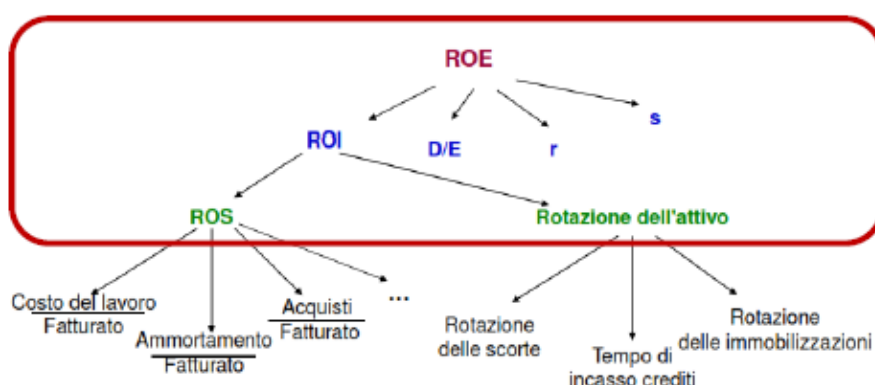 ROE
ROI
D/E
r
s
ROS
Rotazione dell'attivo
Costo del lavoro
Fatturato
Ammortamento
Fatturato
Acquisti
Fatturato
...
Rotazione
delle scorte
Tempo di
incasso crediti
Rotazione
delle immobilizzazioni